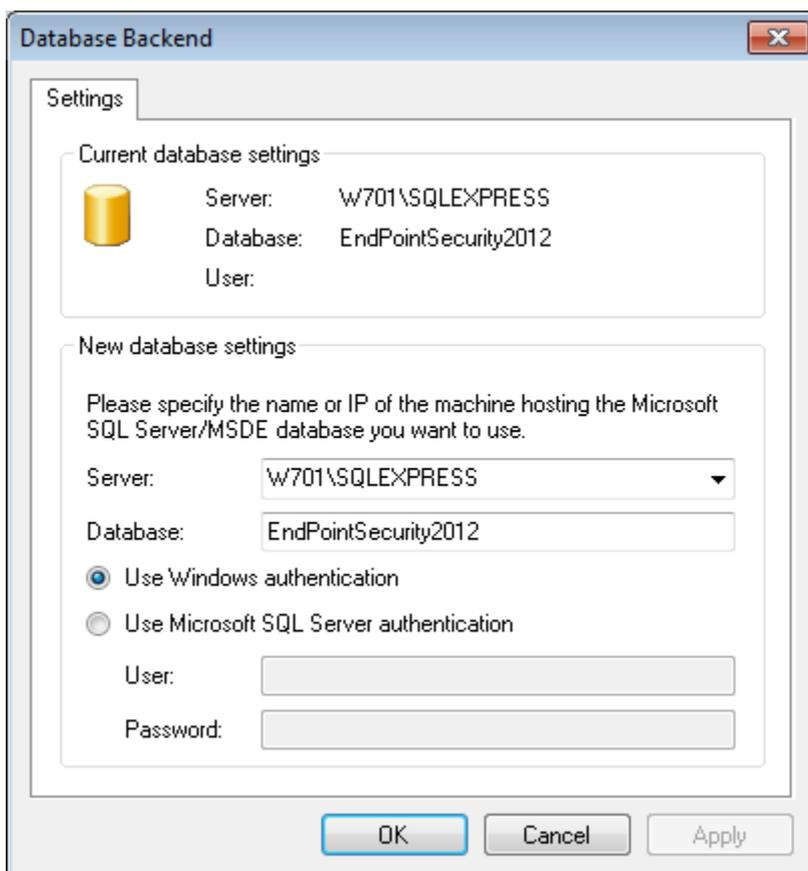 Database Backend
Settings
Current database settings
Server: W701\SQLEXPRESS
Database: EndPointSecurity2012
User:
New database settings
Please specify the name or IP of the machine hosting the Microsoft
SQL Server/MSDE database you want to use.
Server: W701\SQLEXPRESS
Database: EndPointSecurity2012
Use Windows authentication
Use Microsoft SQL Server authentication
User:
Password:
OK Cancel Apply